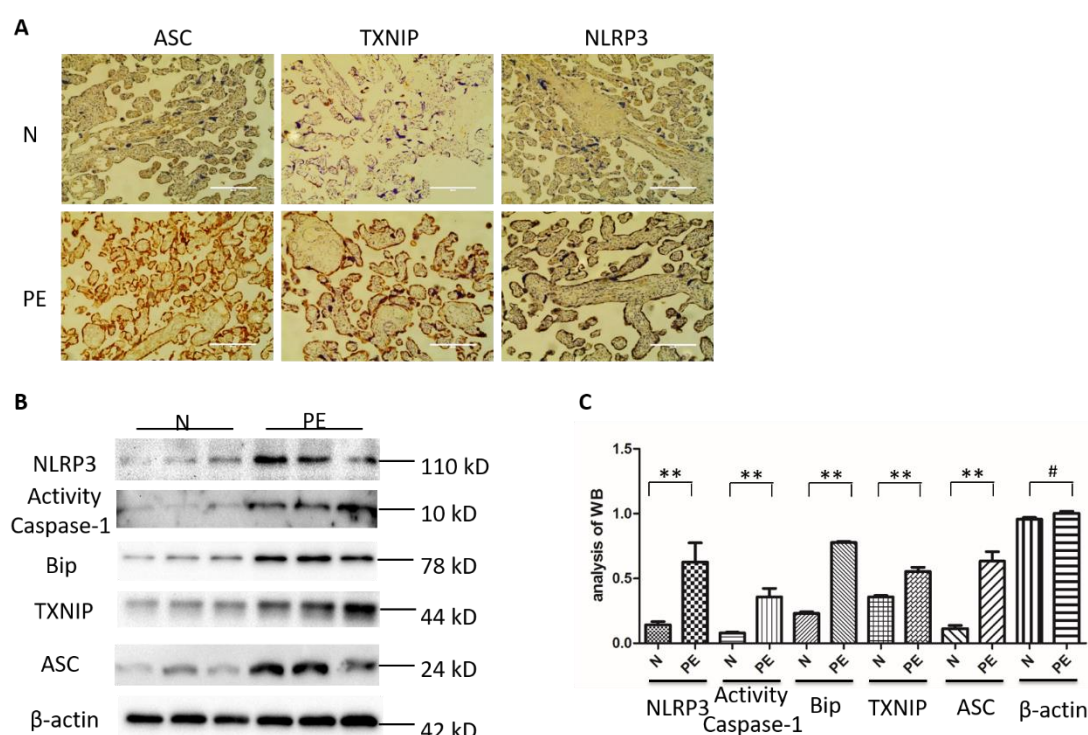 A
ASC TXNIP NLRP3
N
PE
B
N PE
NLRP3 110 kD
Activity
Caspase-1 10 kD
Bip 78 kD
TXNIP 44 kD
ASC 24 kD
β-actin 42 kD
C
analysis of WB
1.5
1.0
0.5
0.0
** ** ** ** ** #
N PE N PE N PE N PE N PE N PE
NLRP3 Activity Caspase-1 Bip TXNIP ASC β-actin